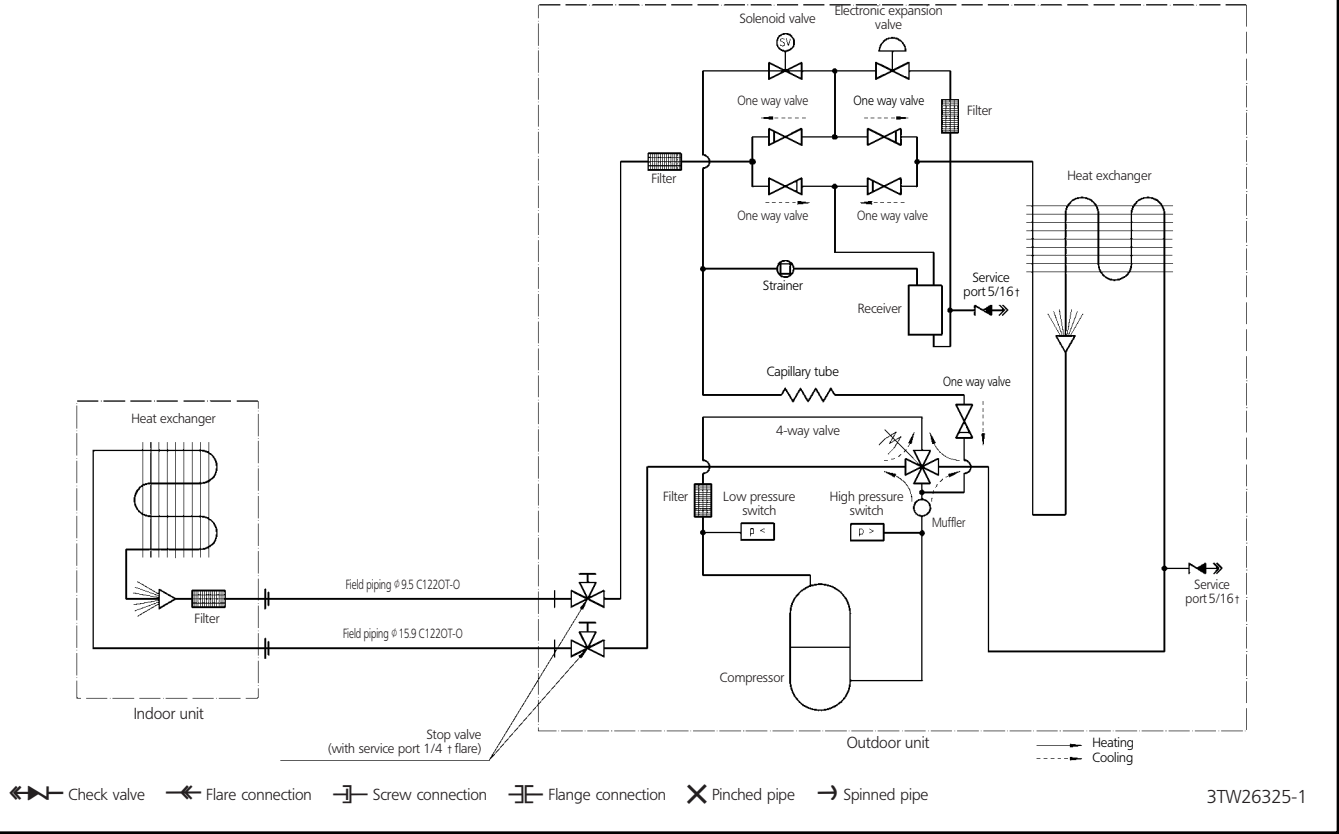 Solenoid valve
Electronic expansion
valve
SV
One way valve
One way valve
Filter
Filter
Heat exchanger
One way valve
One way valve
Strainer
Service
port 5/16 †
Receiver
Capillary tube
One way valve
Heat exchanger
4-way valve
Filter
Low pressure
switch
High pressure
switch
p <
p >
Muffler
Field piping ϕ 9.5 C1220T-O
Filter
Service
port 5/16 †
Field piping ϕ 15.9 C1220T-O
Compressor
Indoor unit
Stop valve
(with service port 1/4 † flare)
Outdoor unit
Heating
Cooling
Check valve
Flare connection
Screw connection
Flange connection
Pinched pipe
Spinned pipe
3TW26325-1